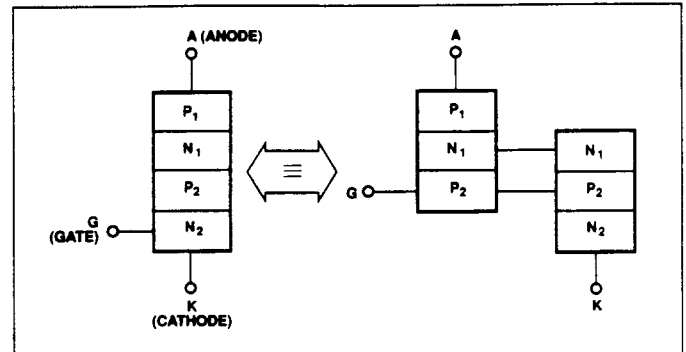 A (ANODE)
P1
N1
P2
N2
G
(GATE)
K
(CATHODE)
≡
A
P1
N1
P2
G
N1
P2
N2
K